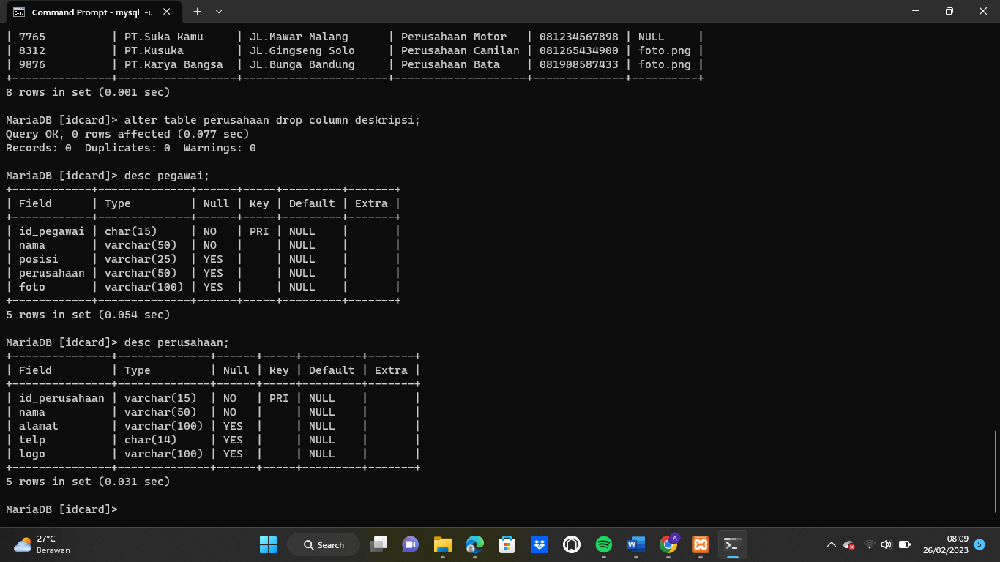 Command Prompt - mysql  -u
| 7765          | PT.Suka Kamu     | JL.Mawar Malang      | Perusahaan Motor   | 081234567898 | NULL     |
| 8312          | PT.Kusuka        | JL.Gingseng Solo     | Perusahaan Camilan | 081265434900 | foto.png |
| 9876          | PT.Karya Bangsa  | JL.Bunga Bandung     | Perusahaan Bata    | 081908587433 | foto.png |
+---------------+------------------+----------------------+--------------------+--------------+----------+
8 rows in set (0.001 sec)
MariaDB [idcard]> alter table perusahaan drop column deskripsi;
Query OK, 0 rows affected (0.077 sec)
Records: 0  Duplicates: 0  Warnings: 0
MariaDB [idcard]> desc pegawai;
+------------+--------------+------+-----+---------+-------+
| Field      | Type         | Null | Key | Default | Extra |
+------------+--------------+------+-----+---------+-------+
| id_pegawai | char(15)     | NO   | PRI | NULL    |       |
| nama       | varchar(50)  | NO   |     | NULL    |       |
| posisi     | varchar(25)  | YES  |     | NULL    |       |
| perusahaan | varchar(50)  | YES  |     | NULL    |       |
| foto       | varchar(100) | YES  |     | NULL    |       |
+------------+--------------+------+-----+---------+-------+
5 rows in set (0.054 sec)
MariaDB [idcard]> desc perusahaan;
+---------------+--------------+------+-----+---------+-------+
| Field         | Type         | Null | Key | Default | Extra |
+---------------+--------------+------+-----+---------+-------+
| id_perusahaan | varchar(15)  | NO   | PRI | NULL    |       |
| nama          | varchar(50)  | NO   |     | NULL    |       |
| alamat        | varchar(100) | YES  |     | NULL    |       |
| telp          | char(14)     | YES  |     | NULL    |       |
| logo          | varchar(100) | YES  |     | NULL    |       |
+---------------+--------------+------+-----+---------+-------+
5 rows in set (0.031 sec)
MariaDB [idcard]>
27°C
Berawan
Search
A
08:09
26/02/2023
5